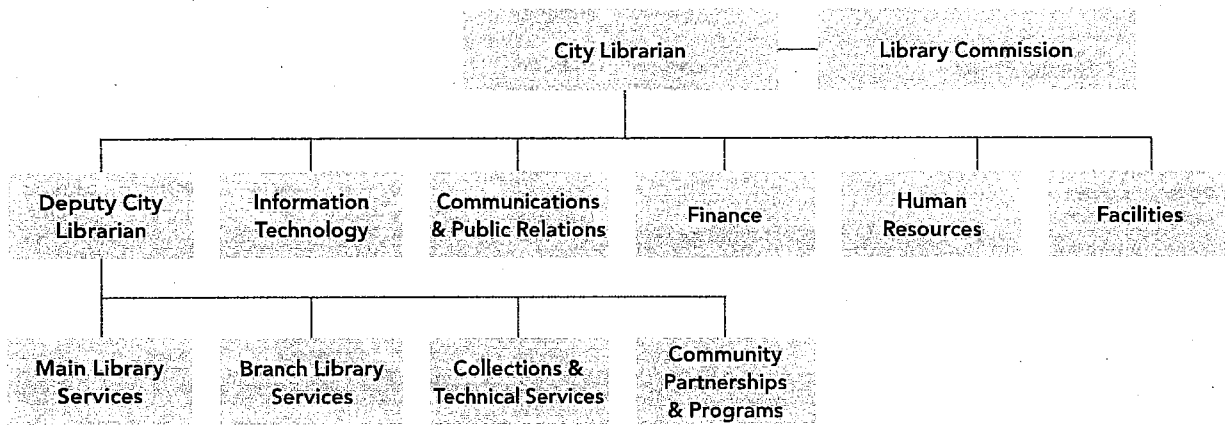 City Librarian
Library Commission
Deputy City
Librarian
Information
Technology
Communications
& Public Relations
Finance
Human
Resources
Facilities
Main Library
Services
Branch Library
Services
Collections &
Technical Services
Community
Partnerships
& Programs